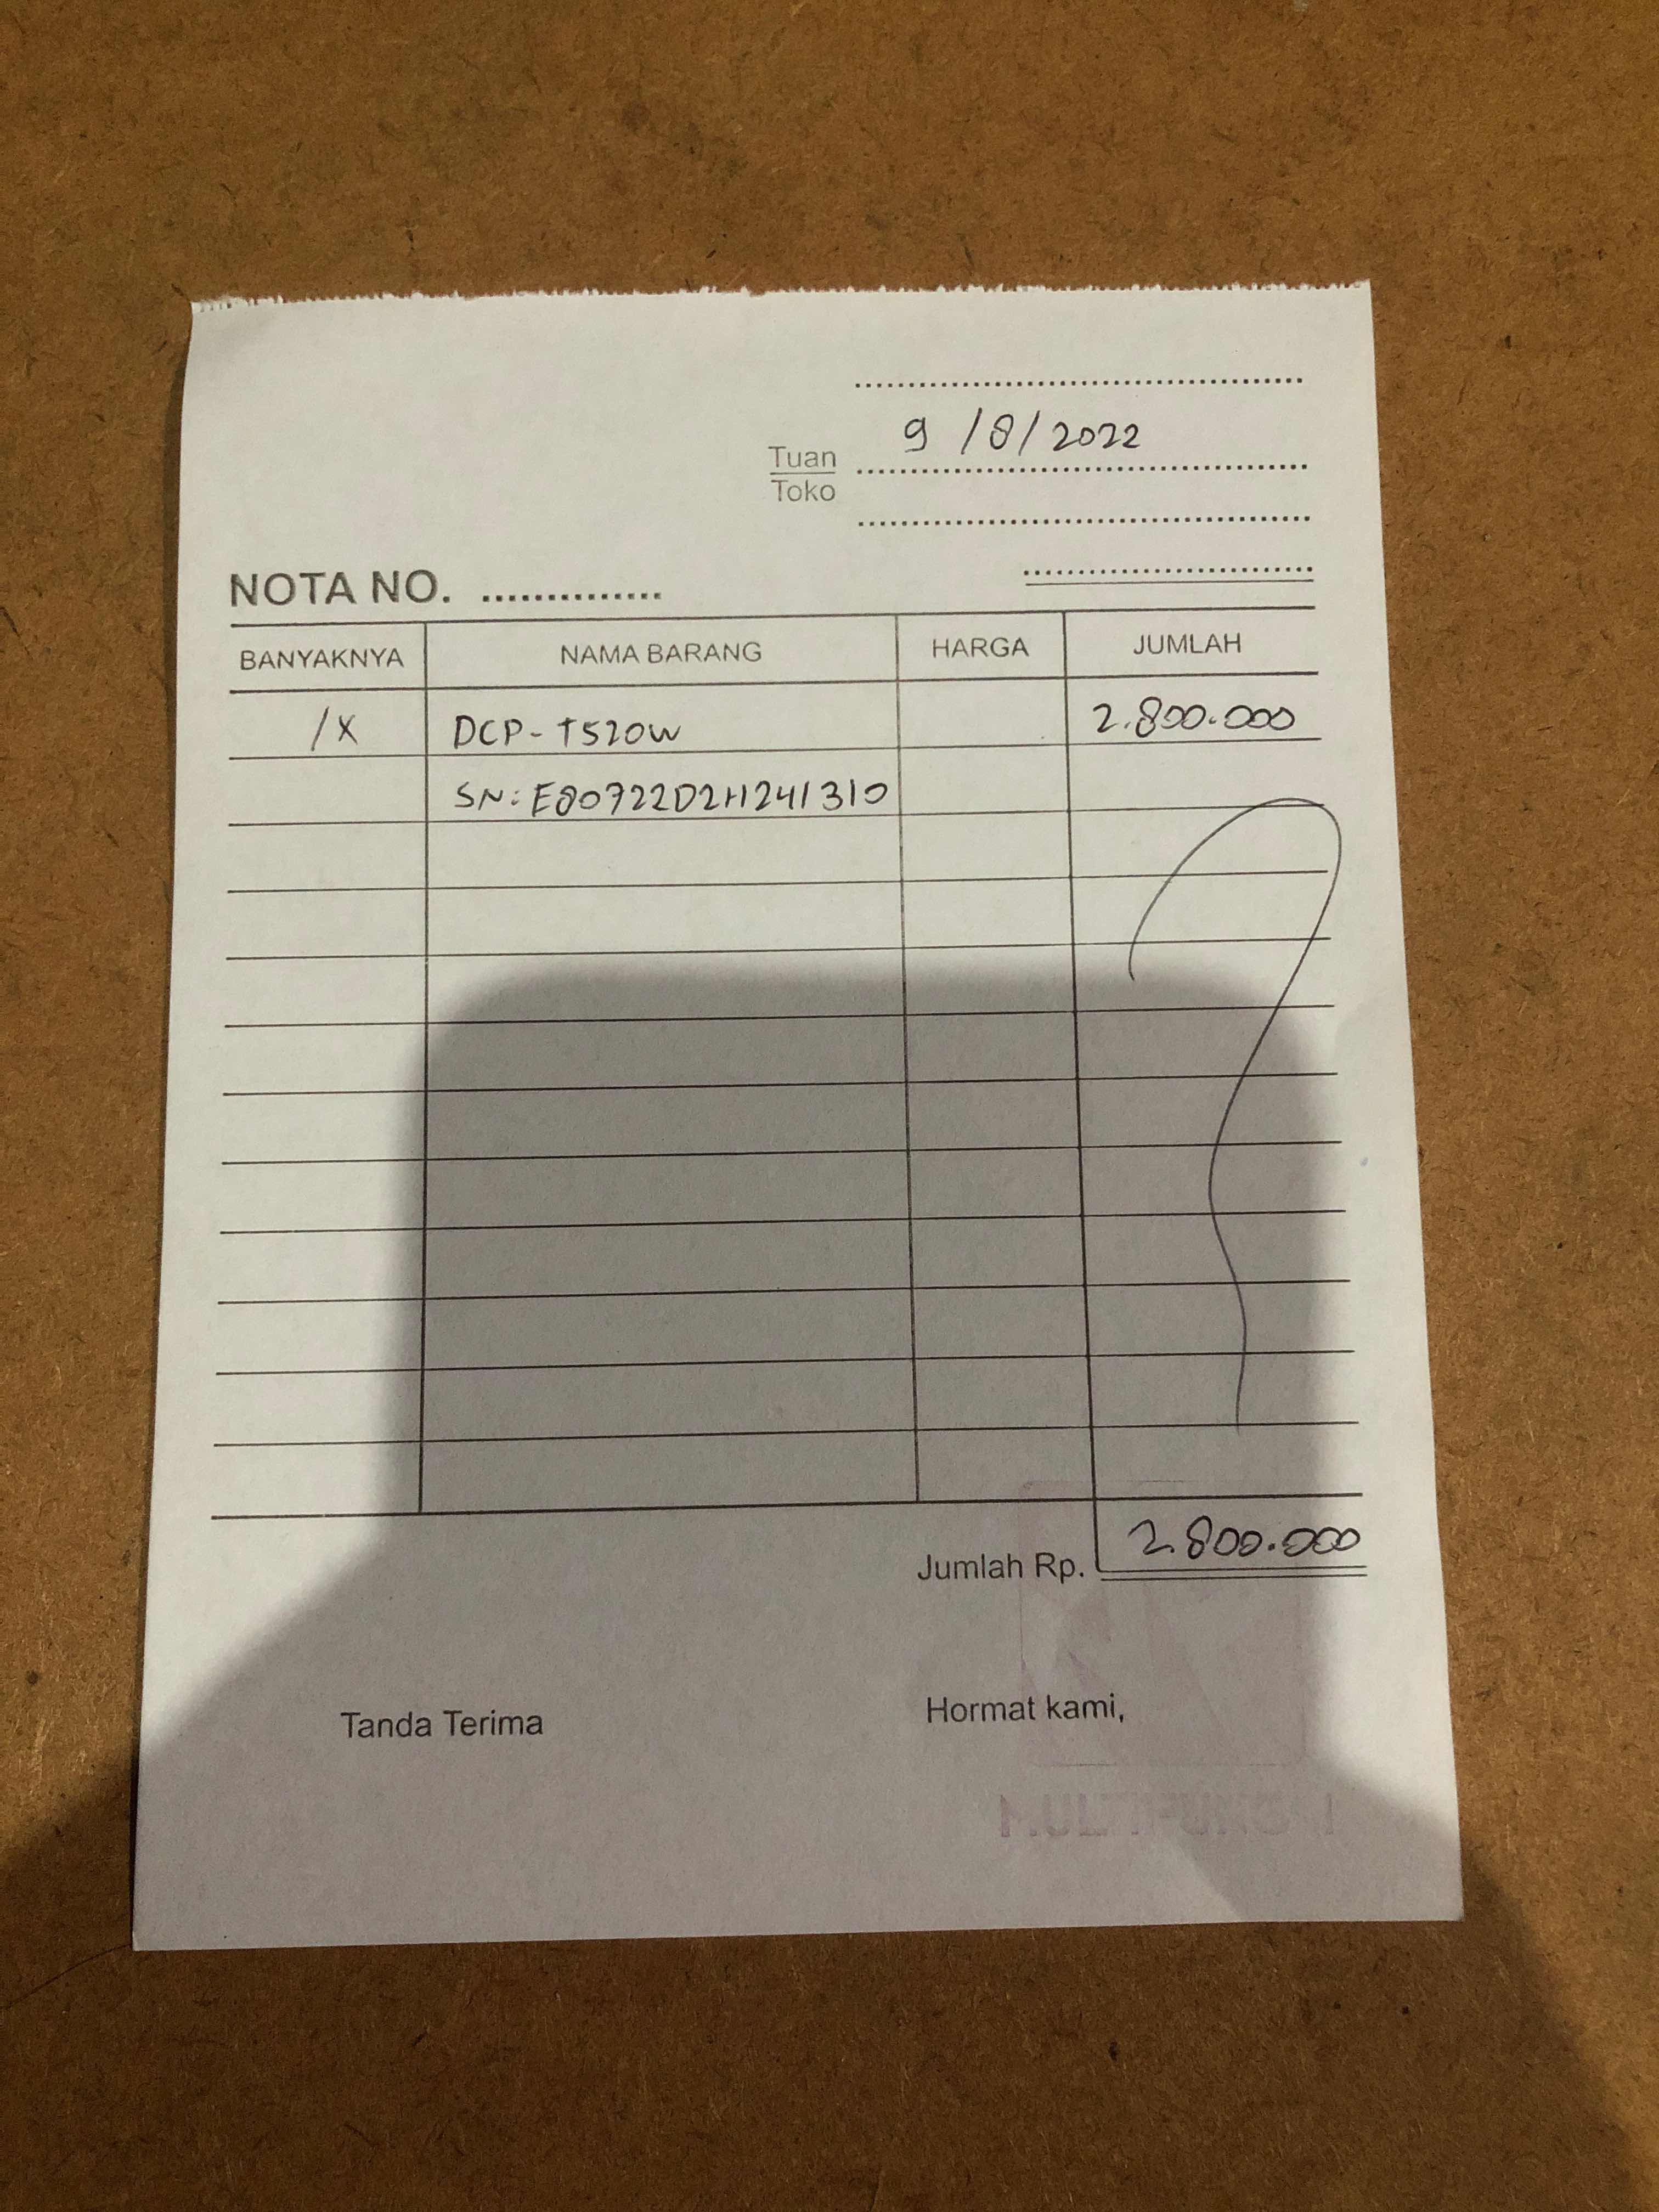 9 /8/2022
Tuan
Toko
NOTA NO. ..............
BANYAKNYA NAMA BARANG HARGA JUMLAH
1X DCP-T520W 2.800.000
SN: E80722D2H241310
Jumlah Rp. 2.800.000
Tanda Terima Hormat kami,